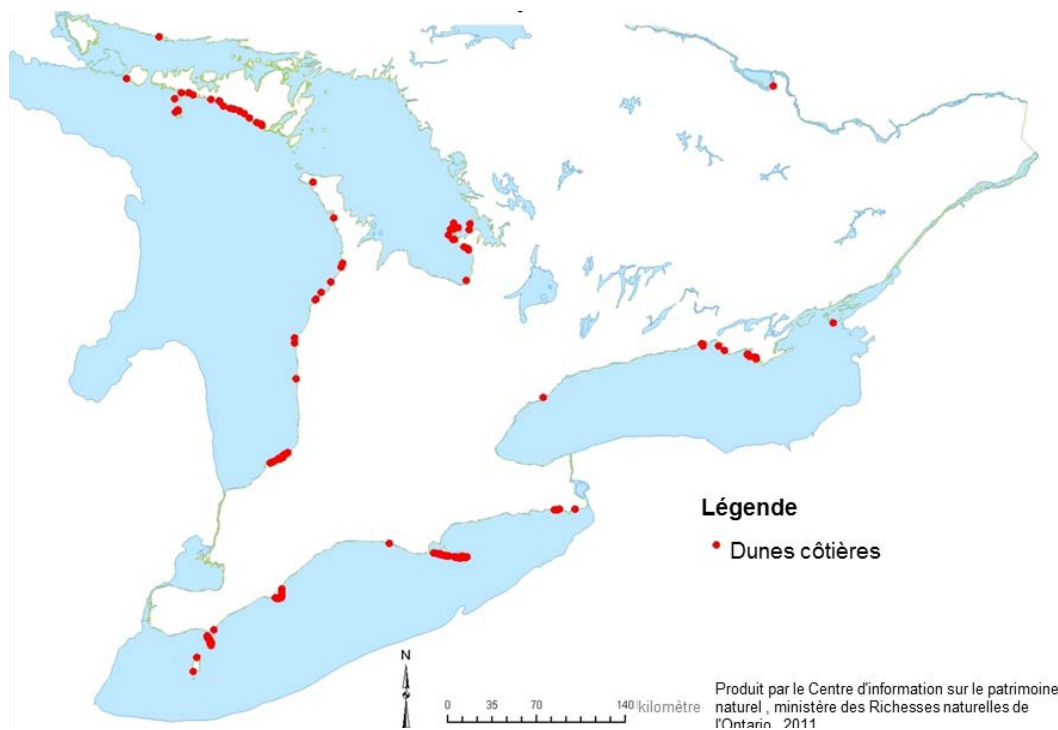 Légende
Dunes côtières
N
0 35 70 140 kilomètre
Produit par le Centre d'information sur le patrimoine
naturel , ministère des Richesses naturelles de
l'Ontario 2011